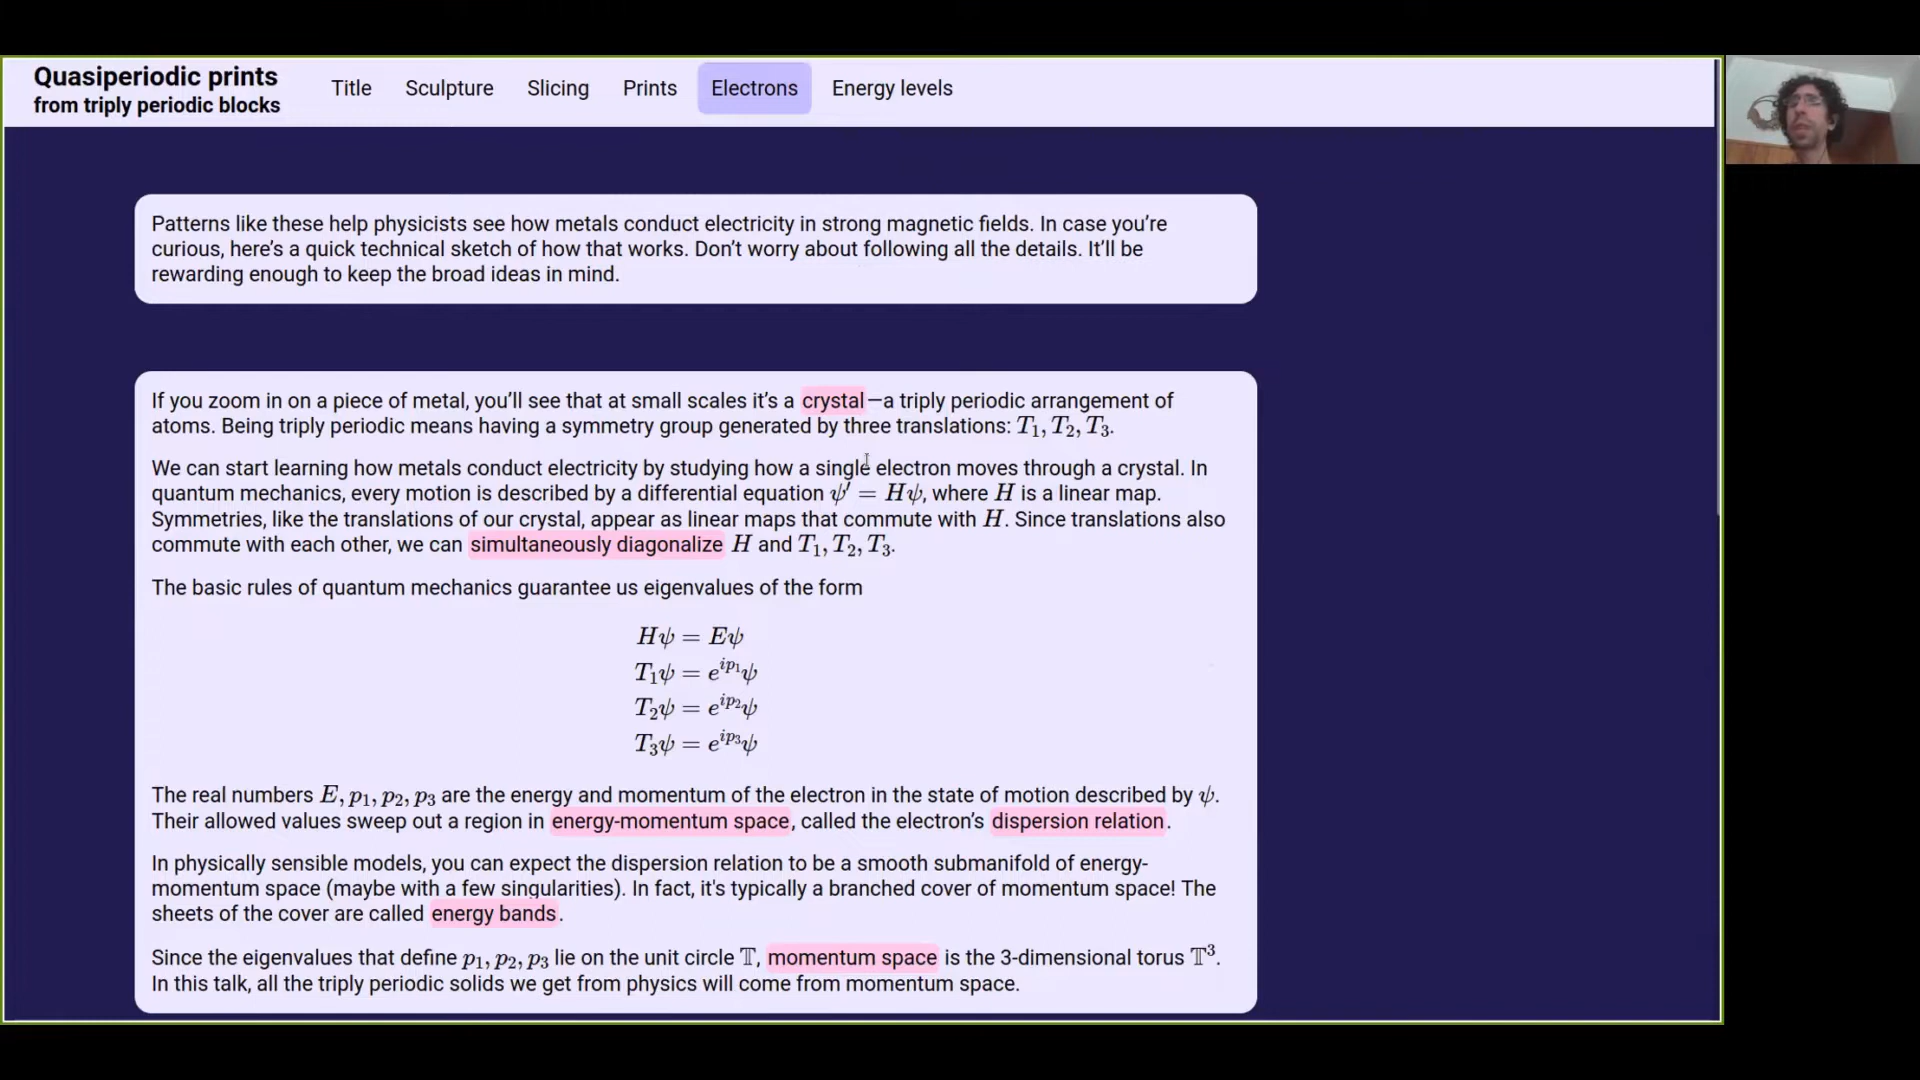 Quasiperiodic prints
from triply periodic blocks
Title Sculpture Slicing Prints Electrons Energy levels
Patterns like these help physicists see how metals conduct electricity in strong magnetic fields. In case you’re
curious, here’s a quick technical sketch of how that works. Don’t worry about following all the details. It’ll be
rewarding enough to keep the broad ideas in mind.
If you zoom in on a piece of metal, you’ll see that at small scales it’s a crystal—a triply periodic arrangement of
atoms. Being triply periodic means having a symmetry group generated by three translations: T₁, T₂, T₃.
We can start learning how metals conduct electricity by studying how a single electron moves through a crystal. In
quantum mechanics, every motion is described by a differential equation ψ′ = Hψ, where H is a linear map.
Symmetries, like the translations of our crystal, appear as linear maps that commute with H. Since translations also
commute with each other, we can simultaneously diagonalize H and T₁, T₂, T₃.
The basic rules of quantum mechanics guarantee us eigenvalues of the form
Hψ = Eψ
T₁ψ = e^{ip₁}ψ
T₂ψ = e^{ip₂}ψ
T₃ψ = e^{ip₃}ψ
The real numbers E, p₁, p₂, p₃ are the energy and momentum of the electron in the state of motion described by ψ.
Their allowed values sweep out a region in energy-momentum space, called the electron’s dispersion relation.
In physically sensible models, you can expect the dispersion relation to be a smooth submanifold of energy-
momentum space (maybe with a few singularities). In fact, it's typically a branched cover of momentum space! The
sheets of the cover are called energy bands.
Since the eigenvalues that define p₁, p₂, p₃ lie on the unit circle 𝕋, momentum space is the 3-dimensional torus 𝕋³.
In this talk, all the triply periodic solids we get from physics will come from momentum space.